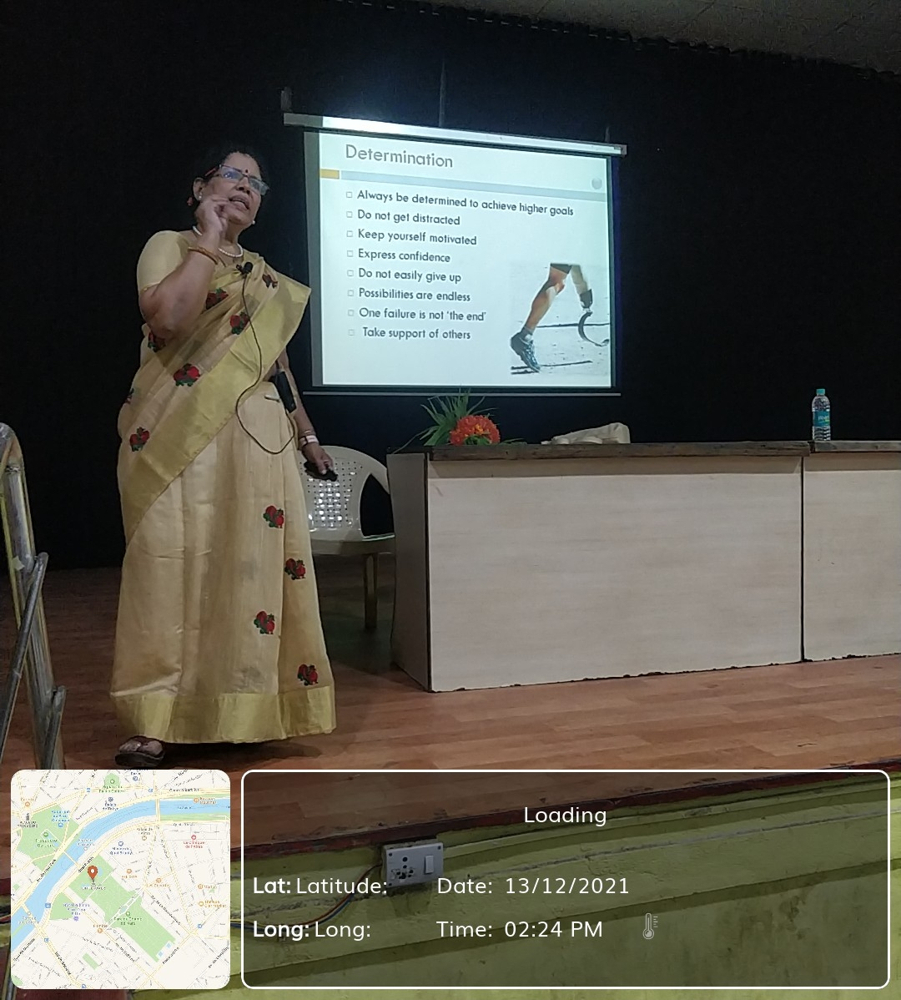 Determination
Always be determined to achieve higher goals
Do not get distracted
Keep yourself motivated
Express confidence
Do not easily give up
Possibilities are endless
One failure is not 'the end'
Take support of others
Loading
Lat: Latitude:
Date: 13/12/2021
Long: Long:
Time: 02:24 PM